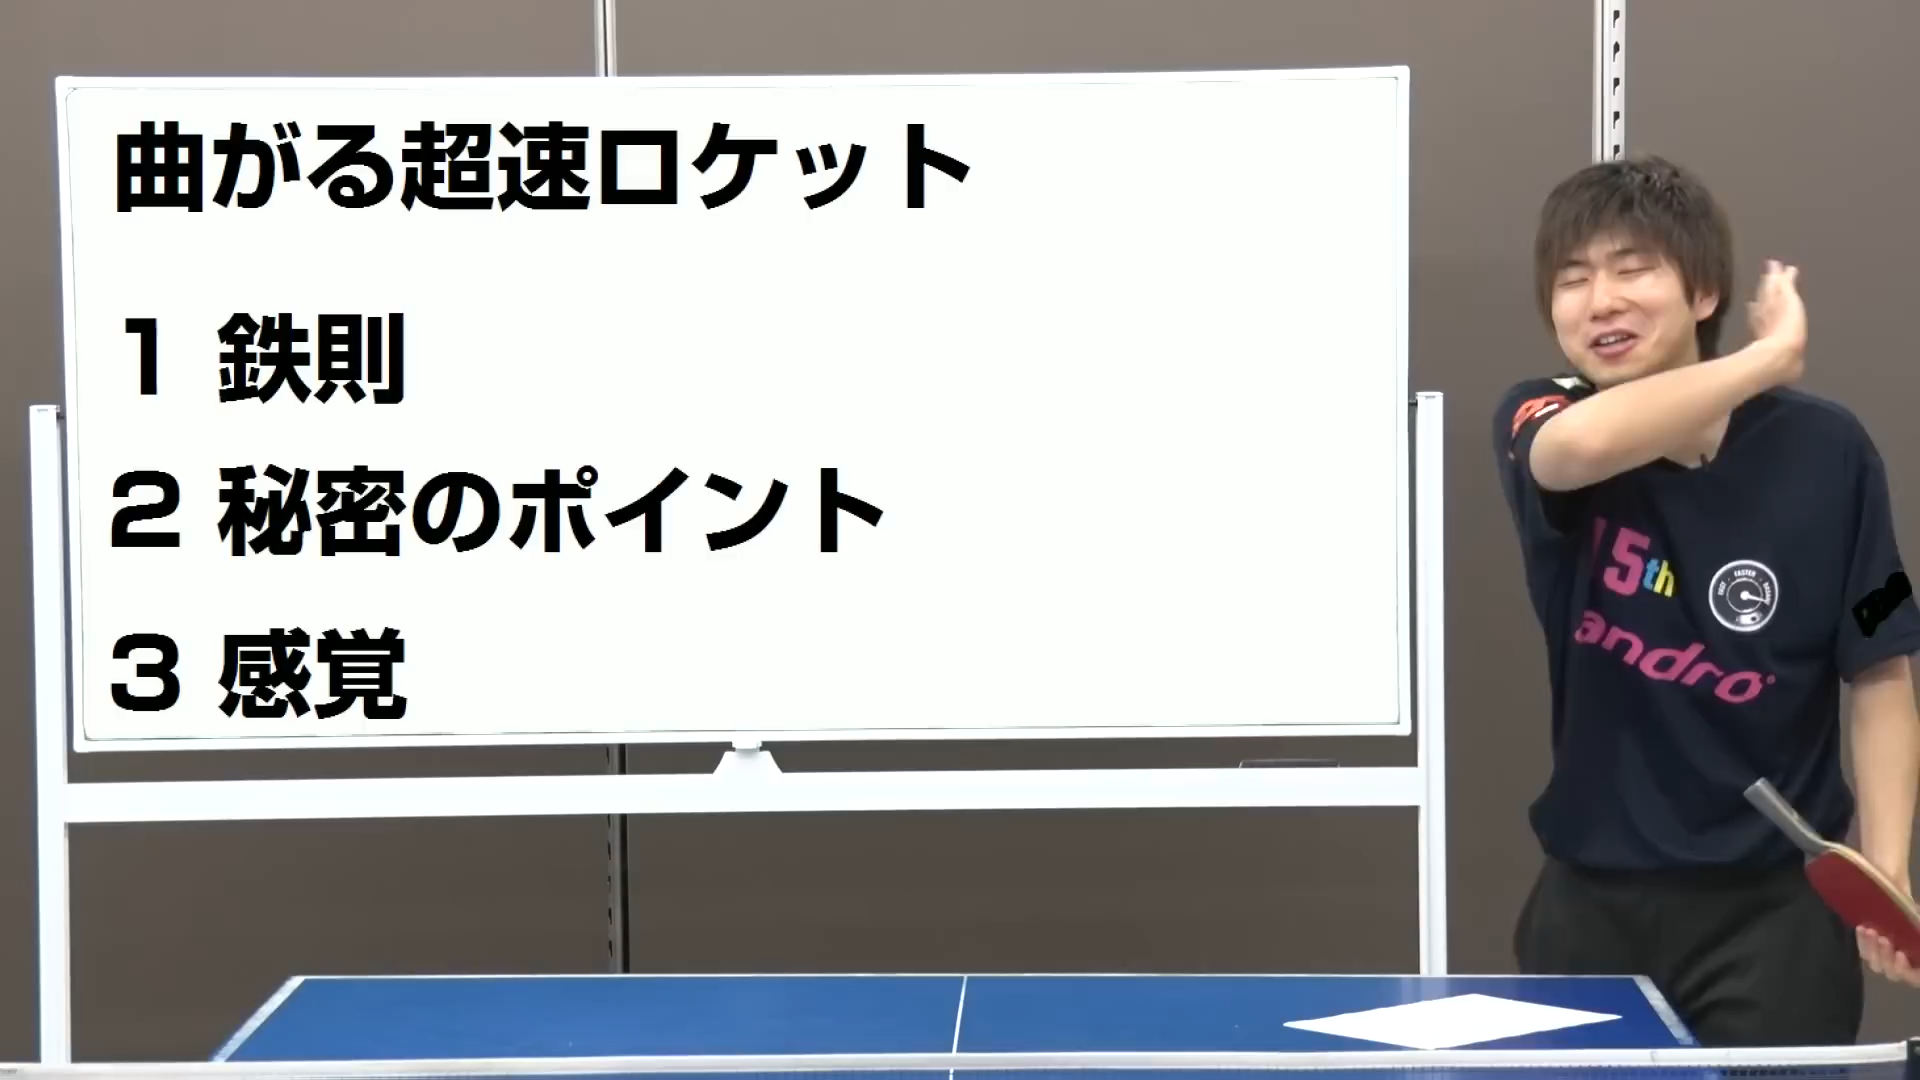 曲がる超速ロケット
1 鉄則
2 秘密のポイント
3 感覚
15th
andro